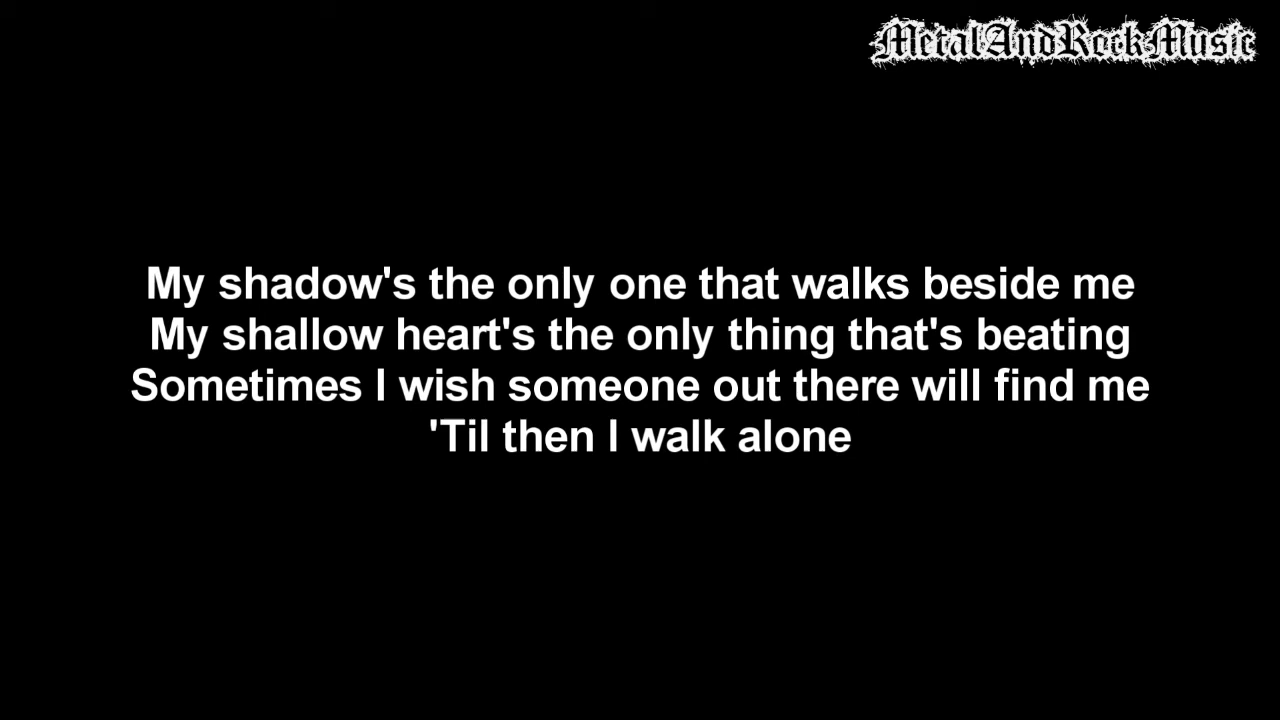 MetalAndRockMusic
My shadow's the only one that walks beside me
My shallow heart's the only thing that's beating
Sometimes I wish someone out there will find me
'Til then I walk alone